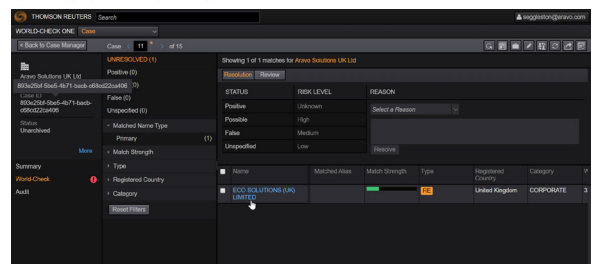 THOMSON REUTERS
Search
seggleston@aravo.com
WORLD-CHECK ONE
Case
< Back to Case Manager
Case < 11 > of 15
Aravo Solutions UK Ltd
893e25bf-5be5-4b71-bacb-c68cd22ca406
Case ID
893e25bf-5be5-4b71-bacb-
c68cd22ca406
Status
Unarchived
More
Summary
World-Check
Audit
UNRESOLVED (1)
Positive (0)
(0)
False (0)
Unspecified (0)
Matched Name Type
Primary (1)
Match Strength
Type
Registered Country
Category
Reset Filters
Showing 1 of 1 matches for Aravo Solutions UK Ltd
Resolution Review
STATUS RISK LEVEL REASON
Positive Unknown Select a Reason
Possible High
False Medium
Unspecified Low Resolve
Name Matched Alias Match Strength Type Registered Country Category
ECO SOLUTIONS (UK) LIMITED RE United Kingdom CORPORATE